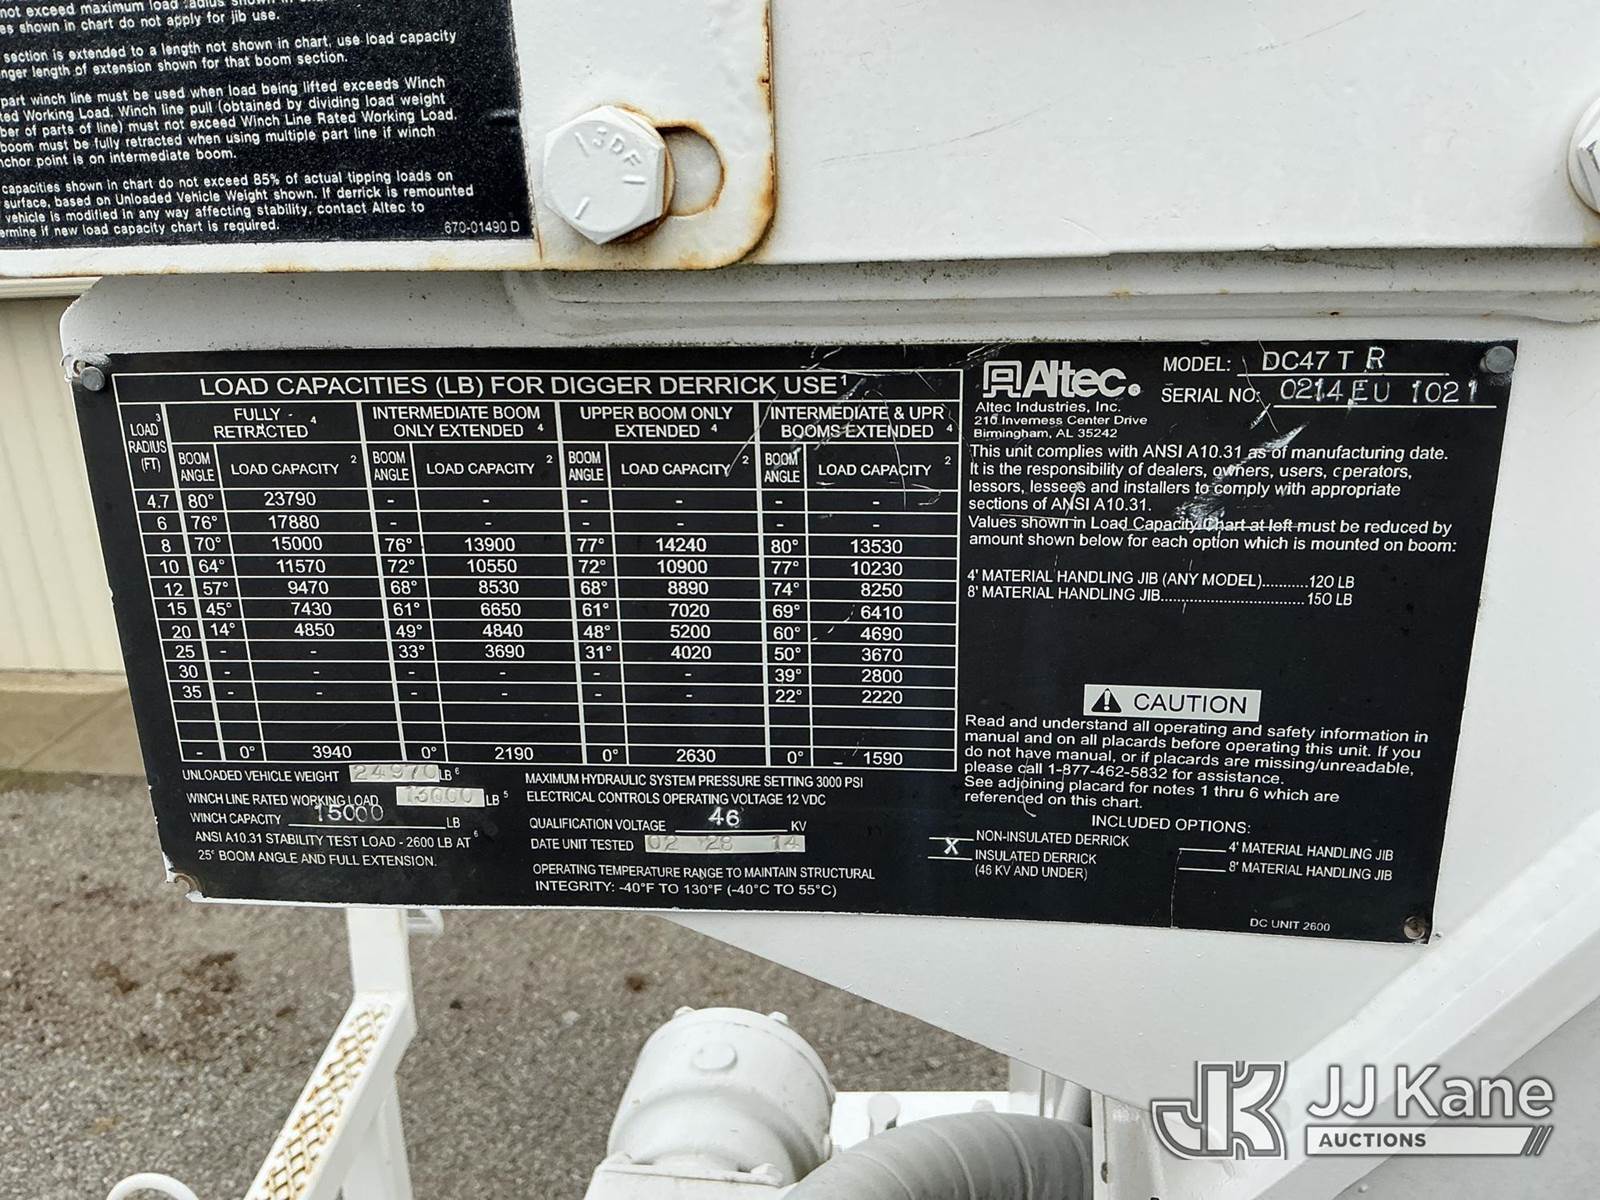 not exceed maximum load radius shown in
es shown in chart do not apply for jib use.
section is extended to a length not shown in chart, use load capacity
nger length of extension shown for that boom section.
part winch line must be used when load being lifted exceeds Winch
ted Working Load. Winch line pull (obtained by dividing load weight
ber of parts of line) must not exceed Winch Line Rated Working Load.
boom must be fully retracted when using multiple part line if winch
nchor point is on intermediate boom.
capacities shown in chart do not exceed 85% of actual tipping loads on
surface, based on Unloaded Vehicle Weight shown. If derrick is remounted
vehicle is modified in any way affecting stability, contact Altec to
ermine if new load capacity chart is required.
670-01490 D
LOAD CAPACITIES (LB) FOR DIGGER DERRICK USE 1
LOAD 3 RADIUS (FT) FULLY - RETRACTED 4 INTERMEDIATE BOOM ONLY EXTENDED 4 UPPER BOOM ONLY EXTENDED 4 INTERMEDIATE & UPR BOOMS EXTENDED 4
BOOM ANGLE LOAD CAPACITY 2 BOOM ANGLE LOAD CAPACITY 2 BOOM ANGLE LOAD CAPACITY 2 BOOM ANGLE LOAD CAPACITY 2
4.7 80° 23790 - - - - - -
6 76° 17880 - - - - - -
8 70° 15000 76° 13900 77° 14240 80° 13530
10 64° 11570 72° 10550 72° 10900 77° 10230
12 57° 9470 68° 8530 68° 8890 74° 8250
15 45° 7430 61° 6650 61° 7020 69° 6410
20 14° 4850 49° 4840 48° 5200 60° 4690
25 - - 33° 3690 31° 4020 50° 3670
30 - - - - - - 39° 2800
35 - - - - - - 22° 2220
- 0° 3940 0° 2190 0° 2630 0° 1590
UNLOADED VEHICLE WEIGHT 24970 LB 6
WINCH LINE RATED WORKING LOAD 13600 LB 5
WINCH CAPACITY 15000 LB
ANSI A10.31 STABILITY TEST LOAD - 2600 LB AT 6
25° BOOM ANGLE AND FULL EXTENSION.
MAXIMUM HYDRAULIC SYSTEM PRESSURE SETTING 3000 PSI
ELECTRICAL CONTROLS OPERATING VOLTAGE 12 VDC
QUALIFICATION VOLTAGE 46 KV
DATE UNIT TESTED 02 28 14
OPERATING TEMPERATURE RANGE TO MAINTAIN STRUCTURAL
INTEGRITY: -40°F TO 130°F (-40°C TO 55°C)
Altec.
Altec Industries, Inc.
210 Inverness Center Drive
Birmingham, AL 35242
MODEL: DC47 T R
SERIAL NO: 0214 EU 1021
This unit complies with ANSI A10.31 as of manufacturing date.
It is the responsibility of dealers, owners, users, operators,
lessors, lessees and installers to comply with appropriate
sections of ANSI A10.31.
Values shown in Load Capacity Chart at left must be reduced by
amount shown below for each option which is mounted on boom:
4' MATERIAL HANDLING JIB (ANY MODEL)...........120 LB
8' MATERIAL HANDLING JIB..................................150 LB
CAUTION
Read and understand all operating and safety information in
manual and on all placards before operating this unit. If you
do not have manual, or if placards are missing/unreadable,
please call 1-877-462-5832 for assistance.
See adjoining placard for notes 1 thru 6 which are
referenced on this chart.
INCLUDED OPTIONS:
NON-INSULATED DERRICK
X INSULATED DERRICK
(46 KV AND UNDER)
4' MATERIAL HANDLING JIB
8' MATERIAL HANDLING JIB
DC UNIT 2600
JK JJ Kane
AUCTIONS